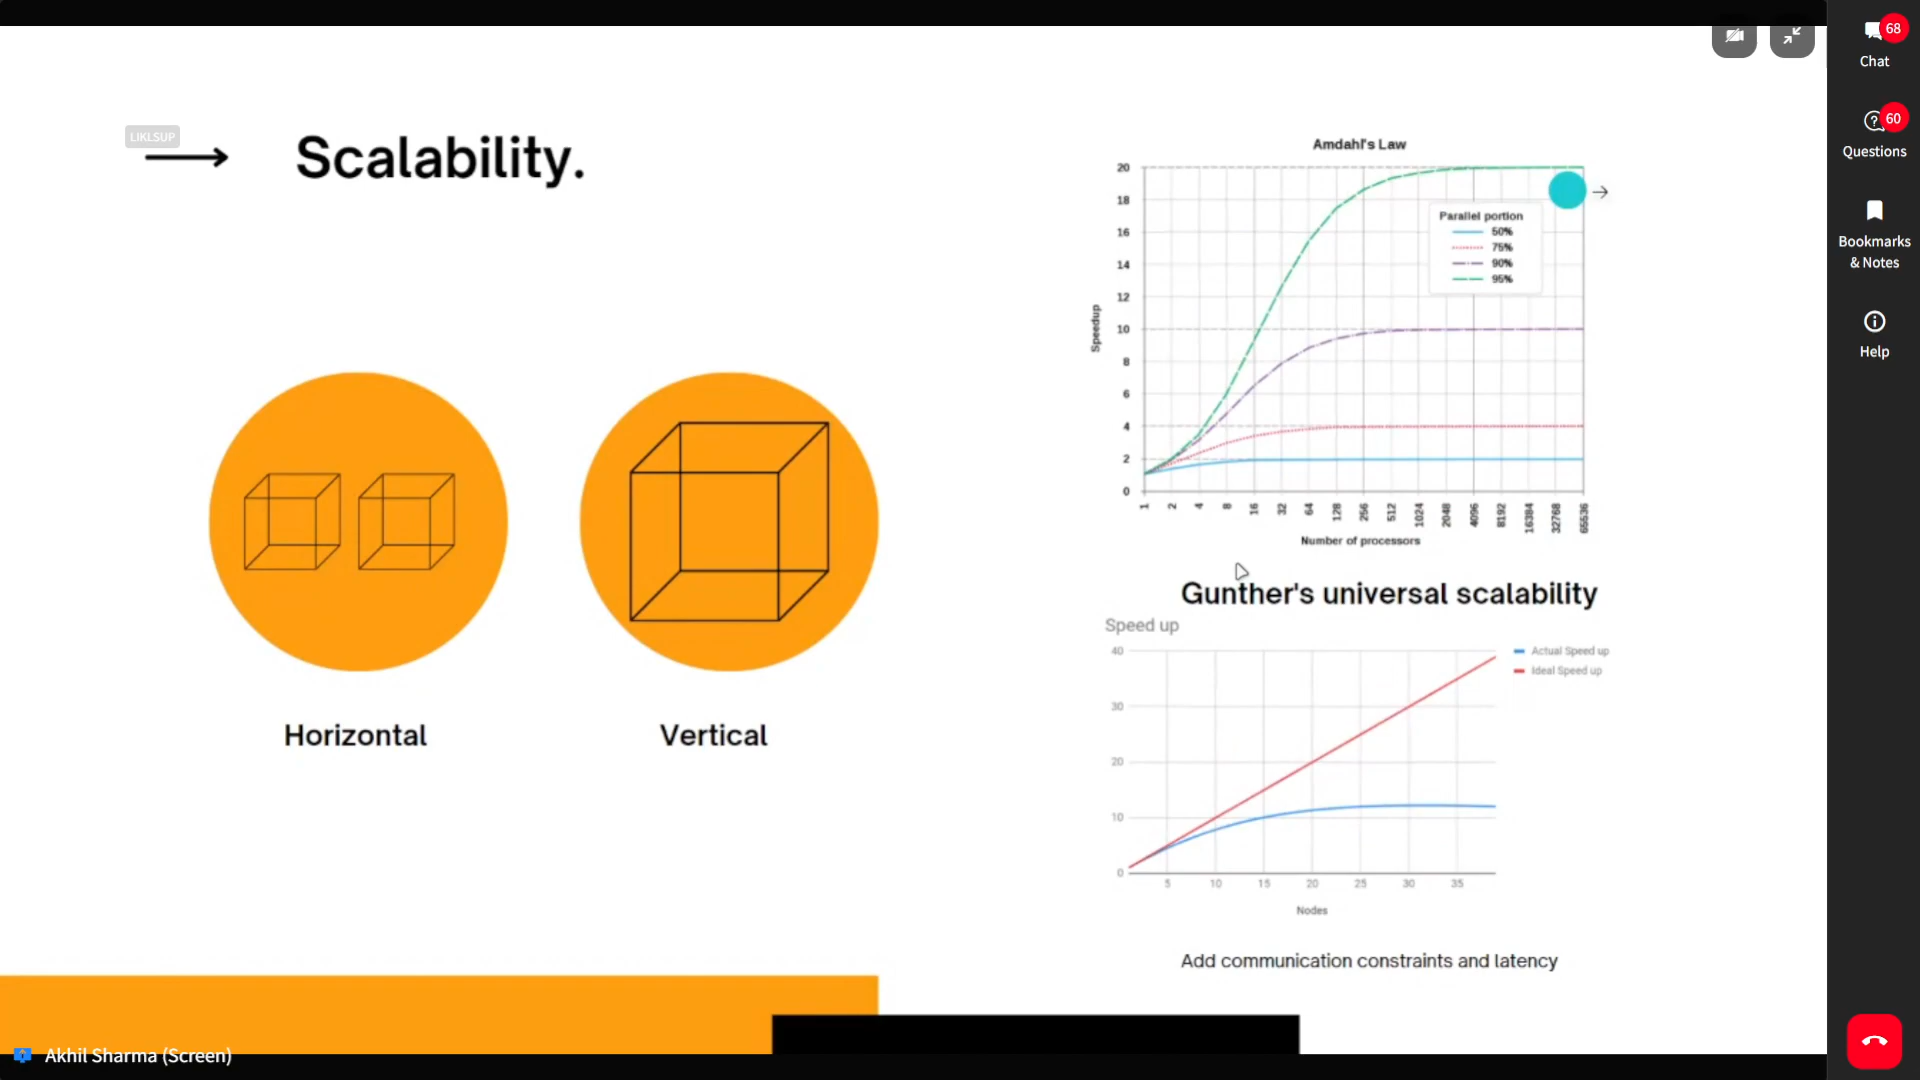 LIKLSUP
Scalability.
Horizontal
Vertical
Amdahl's Law
20
18
16
14
12
10
8
6
4
2
0
Speedup
Parallel portion
50%
75%
90%
95%
1
2
4
8
16
32
64
128
256
512
1024
2048
4096
8192
16384
32768
65536
Number of processors
Gunther's universal scalability
Speed up
40
30
20
10
0
Actual Speed up
Ideal Speed up
5
10
15
20
25
30
35
Nodes
Add communication constraints and latency
Akhil Sharma (Screen)
68
Chat
60
Questions
Bookmarks
& Notes
Help